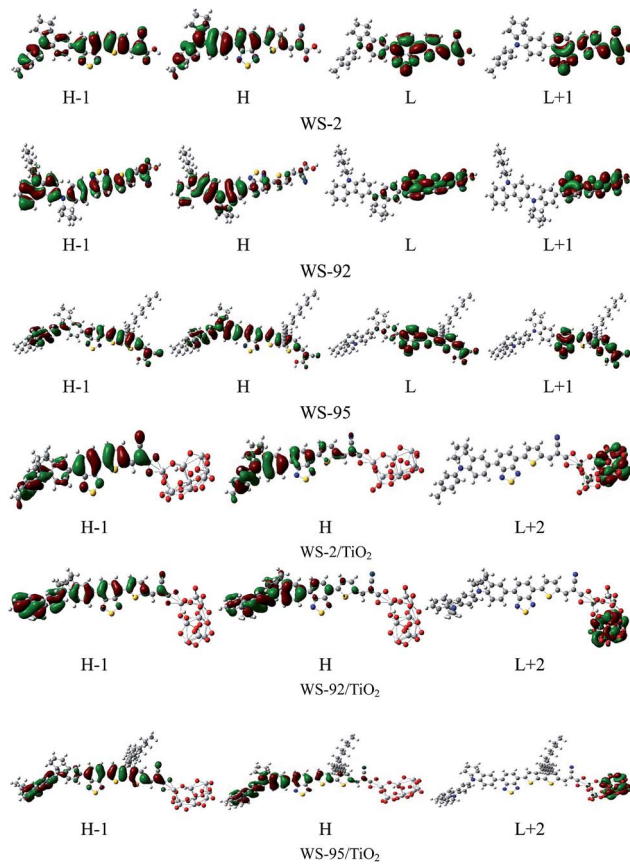 H-1 H L L+1
WS-2
H-1 H L L+1
WS-92
H-1 H L L+1
WS-95
H-1 H L+2
WS-2/TiO₂
H-1 H L+2
WS-92/TiO₂
H-1 H L+2
WS-95/TiO₂